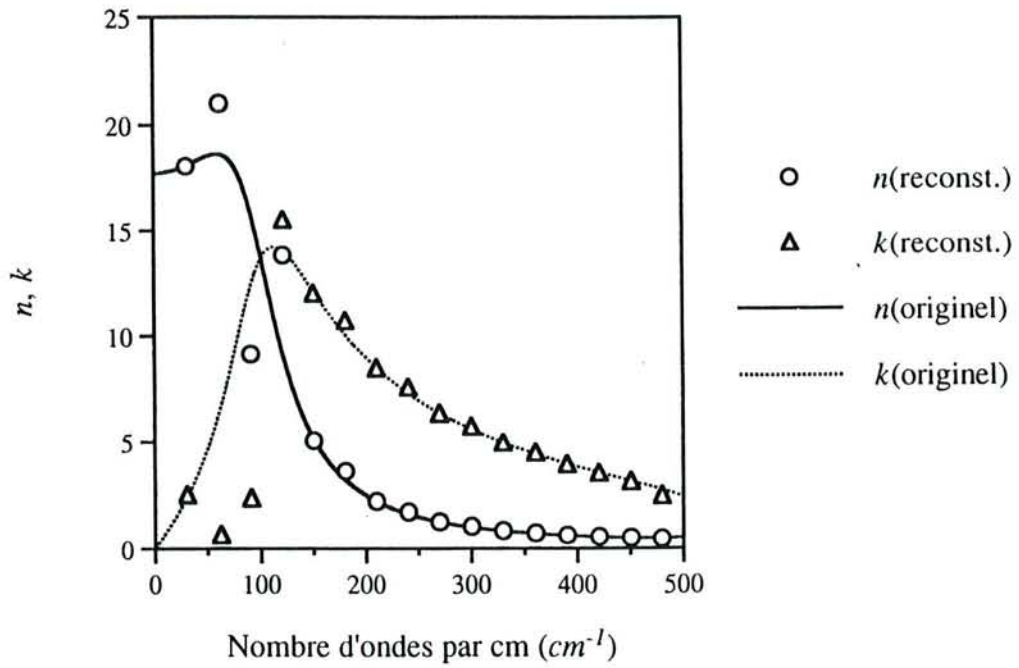 25
20
15
10
5
0
n, k
0
100
200
300
400
500
Nombre d'ondes par cm (cm⁻¹)
n(reconst.)
k(reconst.)
n(originel)
k(originel)